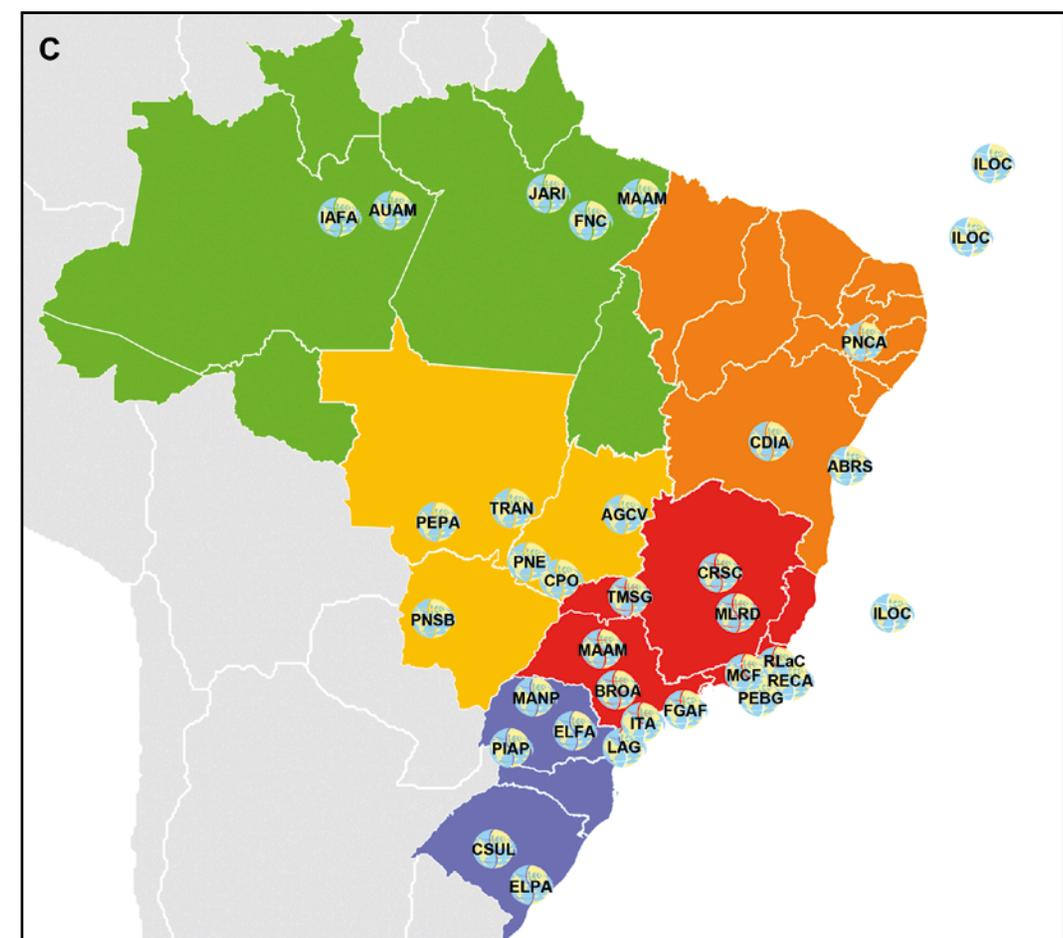 C
ILOC
JARI
MAAM
IAFA
AUAM
FNC
ILOC
PNCA
CDIA
ABRS
PEPA
TRAN
AGCV
PNE
CPO
CRSC
TMSG
MLRD
ILOC
PNSB
MAAM
RLaC
MCF
RECA
BROA
PEBG
MANP
FGAF
ITA
ELFA
PIAP
LAG
CSUL
ELPA